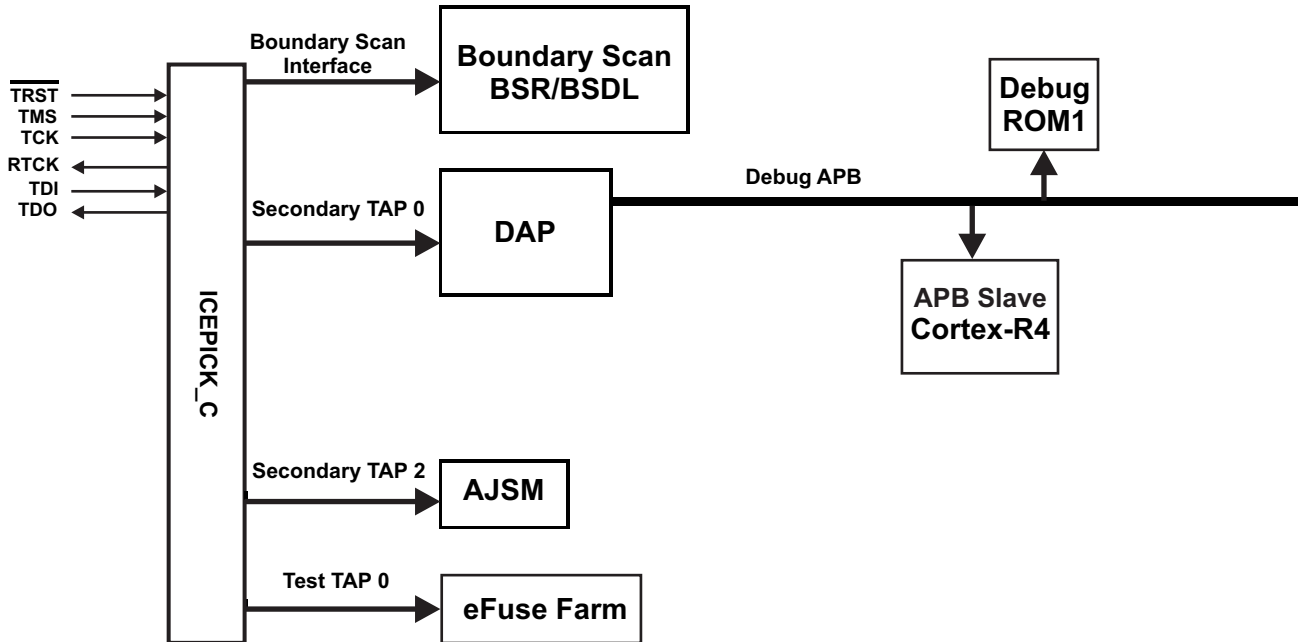 Boundary Scan
Interface
Boundary Scan
BSR/BSDL
TRST
TMS
TCK
RTCK
TDI
TDO
Debug
ROM1
Debug APB
Secondary TAP 0
DAP
ICEPICK_C
APB Slave
Cortex-R4
Secondary TAP 2
AJSM
Test TAP 0
eFuse Farm